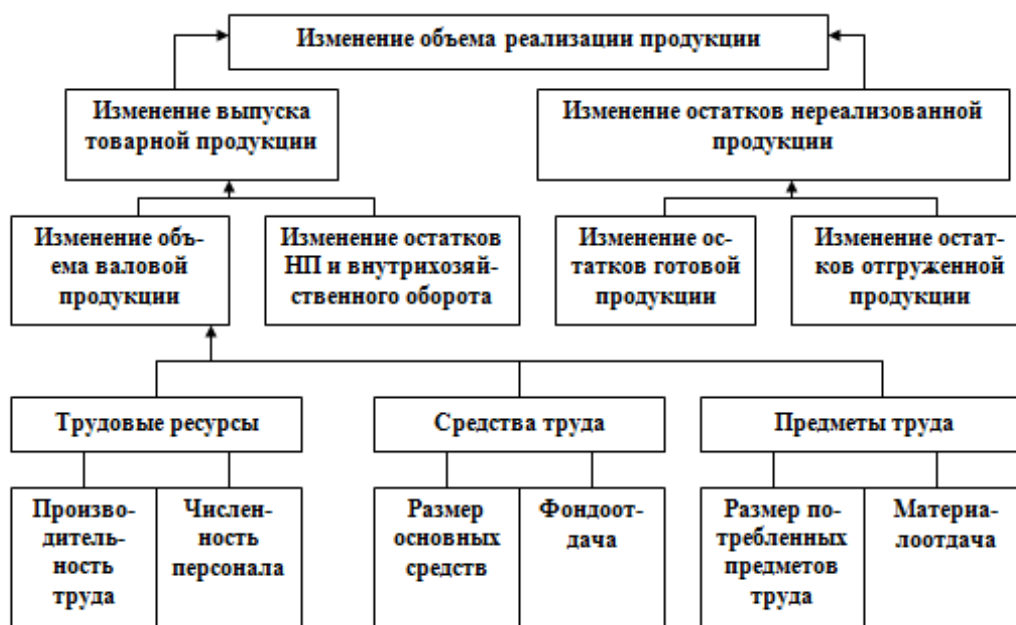 Изменение объема реализации продукции
Изменение выпуска
товарной продукции
Изменение остатков нереализованной
продукции
Изменение объ-
ема валовой
продукции
Изменение остатков
НП и внутрихозяй-
ственного оборота
Изменение ос-
татков готовой
продукции
Изменение остат-
ков отгруженной
продукции
Трудовые ресурсы
Средства труда
Предметы труда
Произво-
дитель-
ность
труда
Числен-
ность
персонала
Размер
основных
средств
Фондоот-
дача
Размер по-
требленных
предметов
труда
Материа-
лоотдача